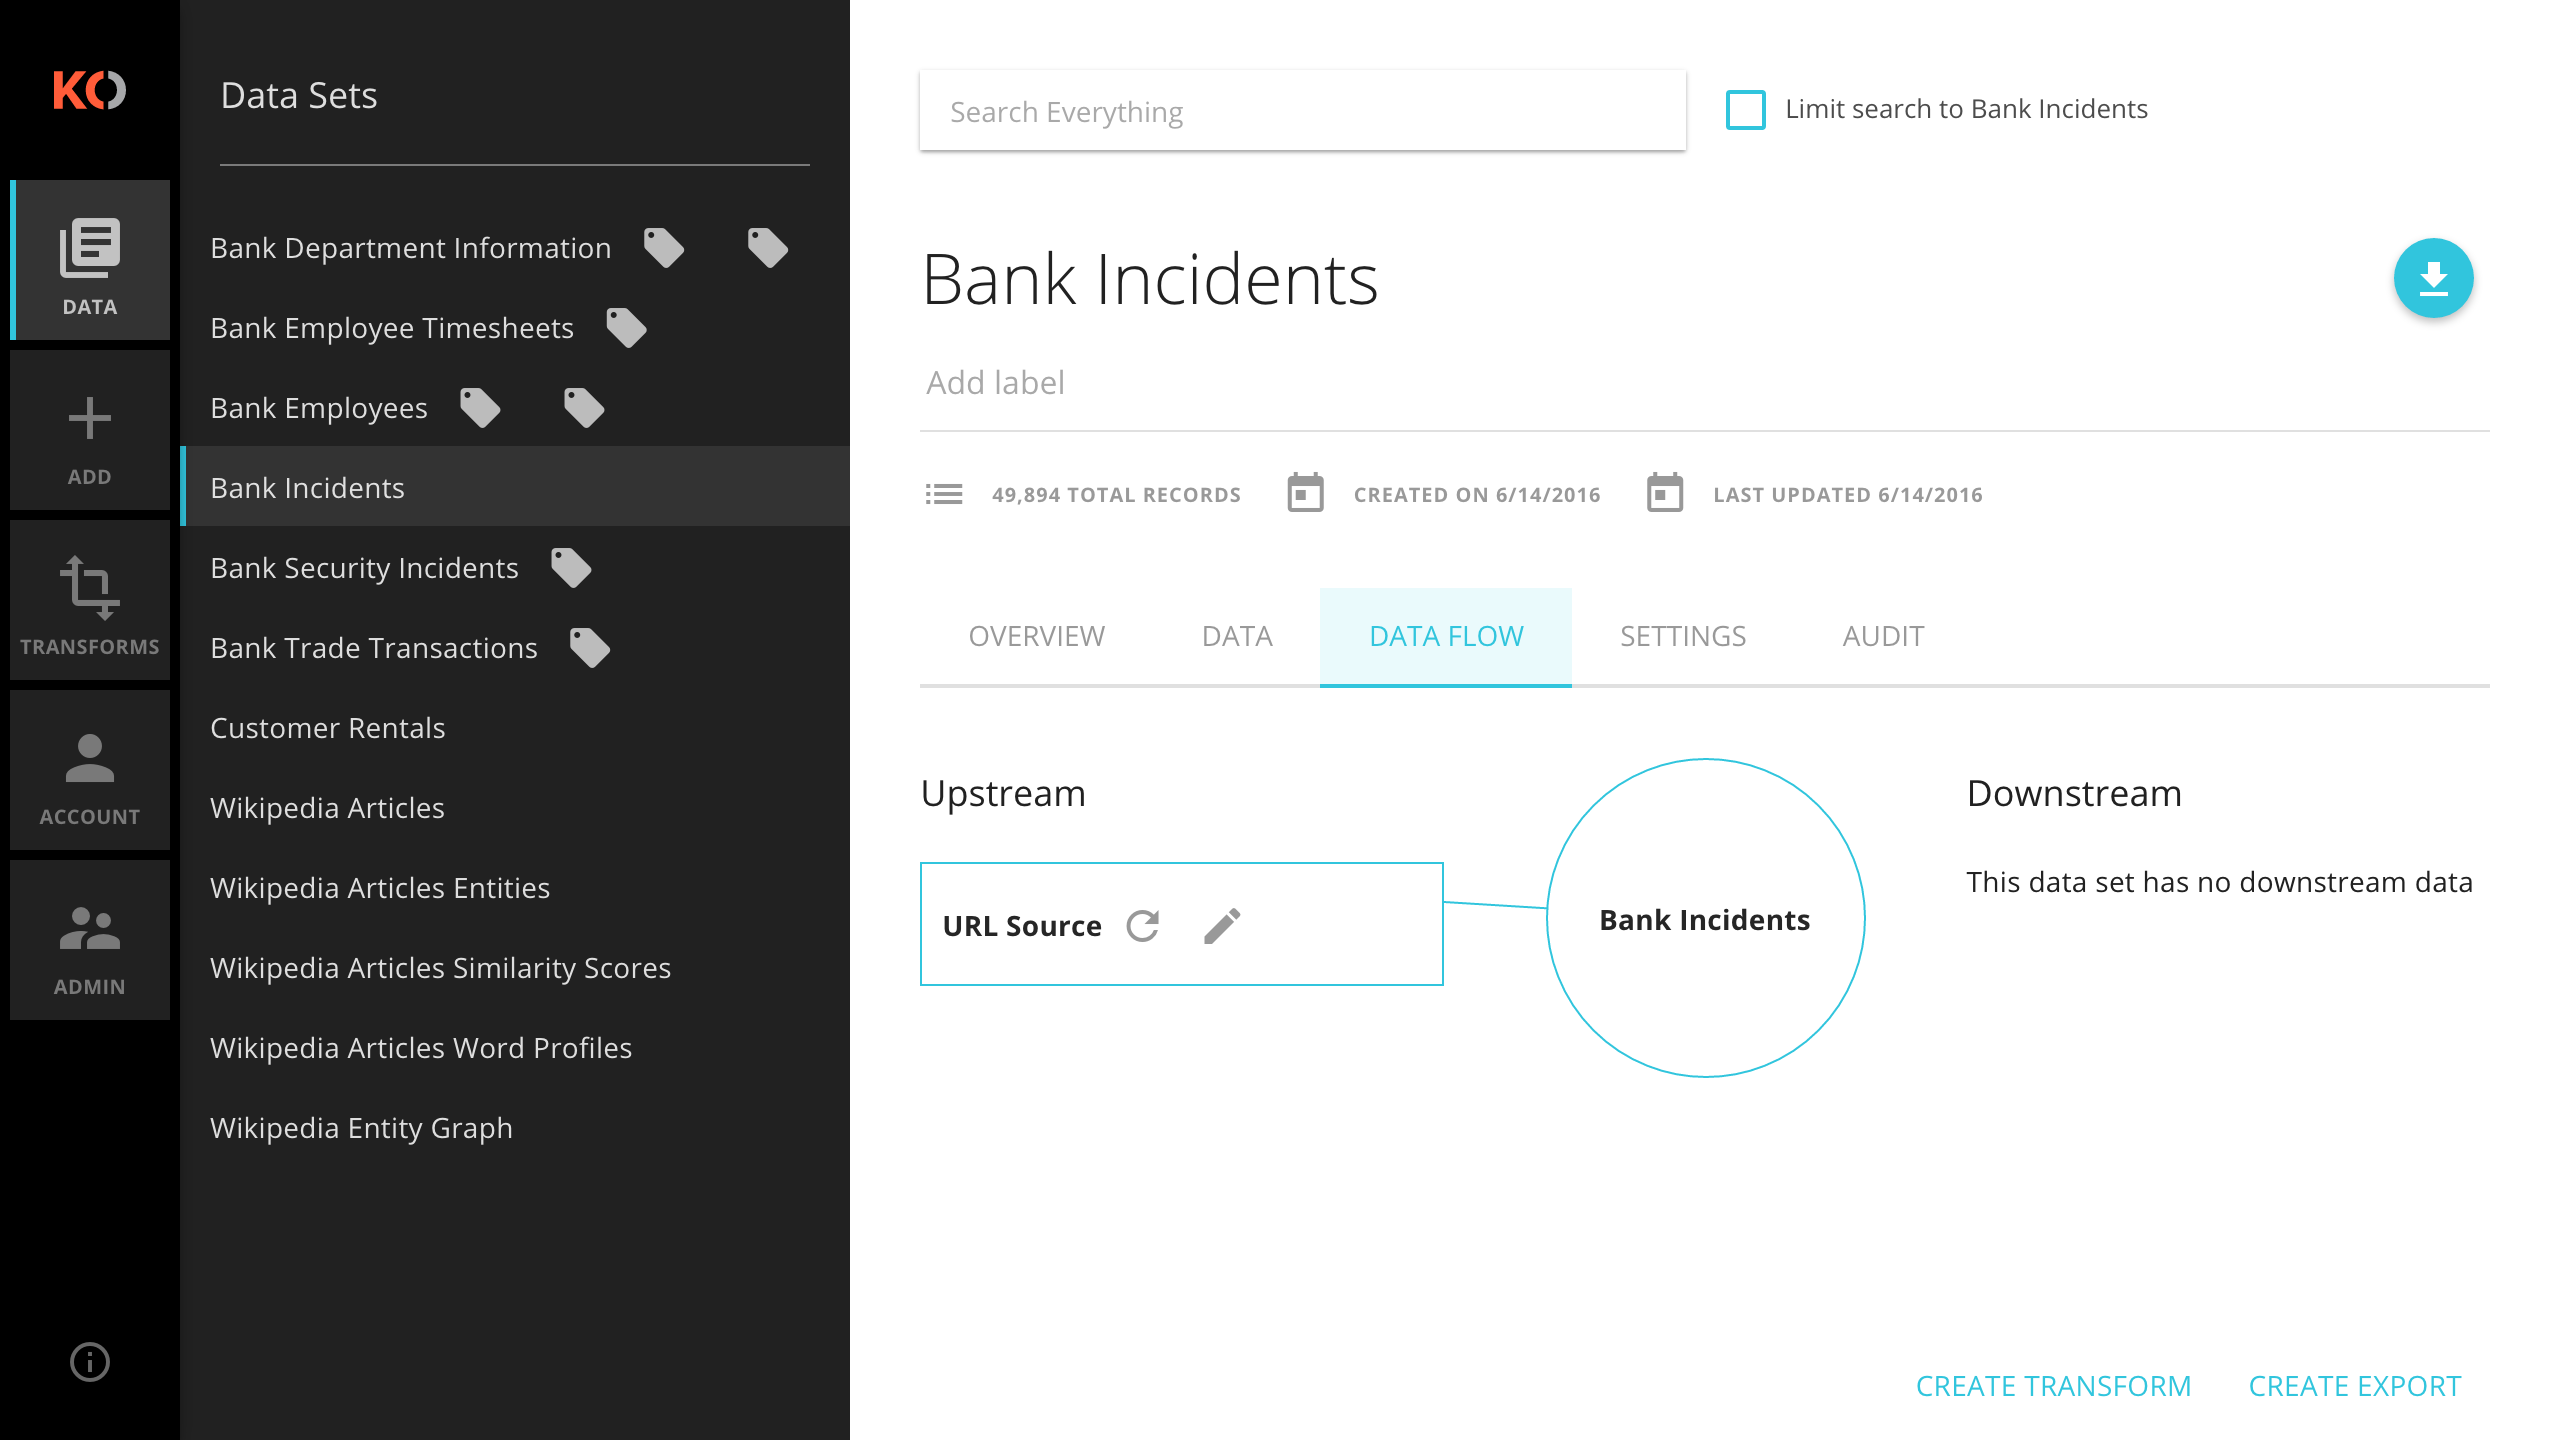 KO
DATA
ADD
TRANSFORMS
ACCOUNT
ADMIN
Data Sets
Bank Department Information
Bank Employee Timesheets
Bank Employees
Bank Incidents
Bank Security Incidents
Bank Trade Transactions
Customer Rentals
Wikipedia Articles
Wikipedia Articles Entities
Wikipedia Articles Similarity Scores
Wikipedia Articles Word Profiles
Wikipedia Entity Graph
Search Everything
Limit search to Bank Incidents
Bank Incidents
Add label
49,894 TOTAL RECORDS CREATED ON 6/14/2016 LAST UPDATED 6/14/2016
OVERVIEW DATA DATA FLOW SETTINGS AUDIT
Upstream
URL Source
Bank Incidents
Downstream
This data set has no downstream data
CREATE TRANSFORM CREATE EXPORT